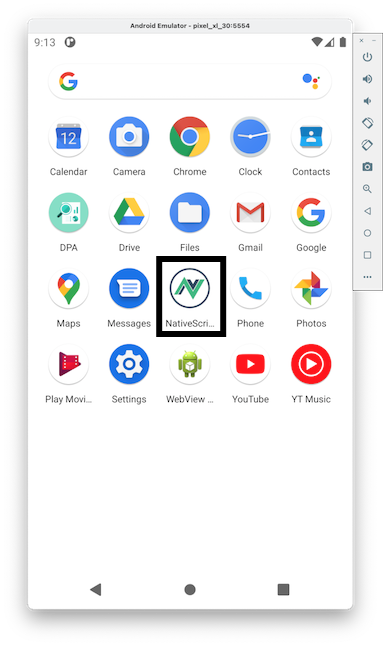 Android Emulator - pixel_xl_30:5554
9:13
12
Calendar Camera Chrome Clock Contacts
DPA Drive Files Gmail Google
Maps Messages NativeScri... Phone Photos
Play Movi... Settings WebView ... YouTube YT Music